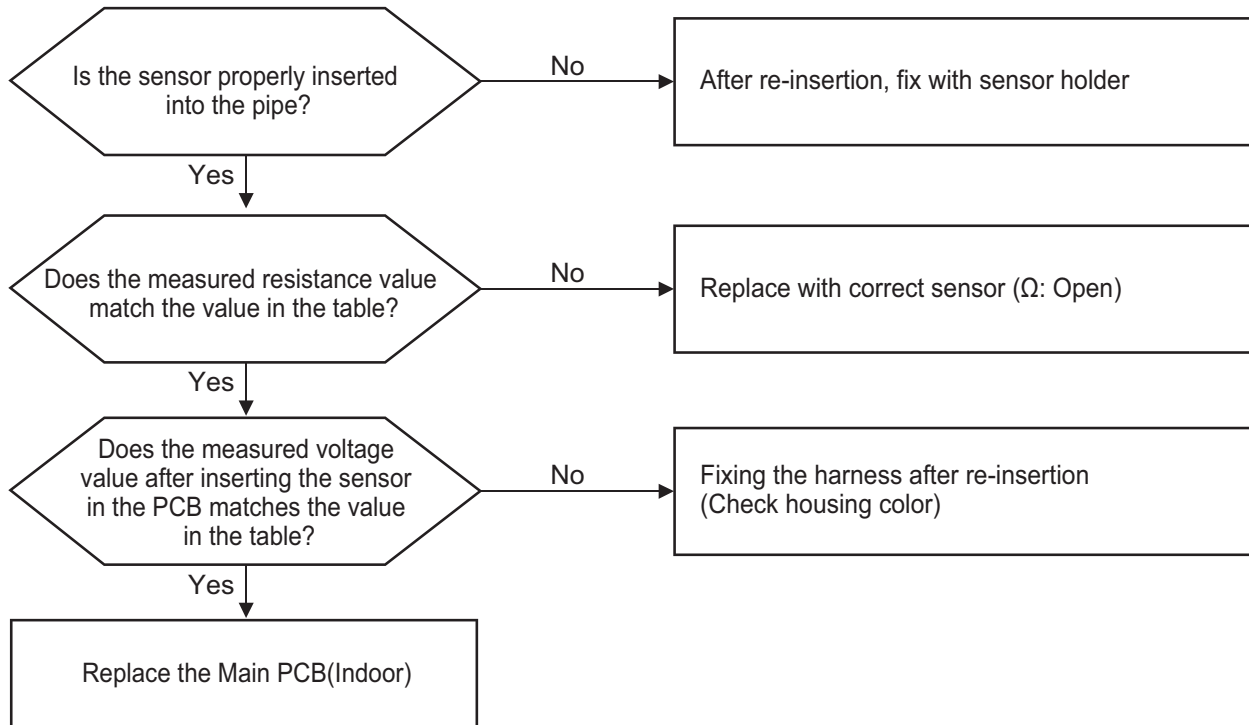 Is the sensor properly inserted
into the pipe?
No
After re-insertion, fix with sensor holder
Yes
Does the measured resistance value
match the value in the table?
No
Replace with correct sensor (Ω: Open)
Yes
Does the measured voltage
value after inserting the sensor
in the PCB matches the value
in the table?
No
Fixing the harness after re-insertion
(Check housing color)
Yes
Replace the Main PCB(Indoor)